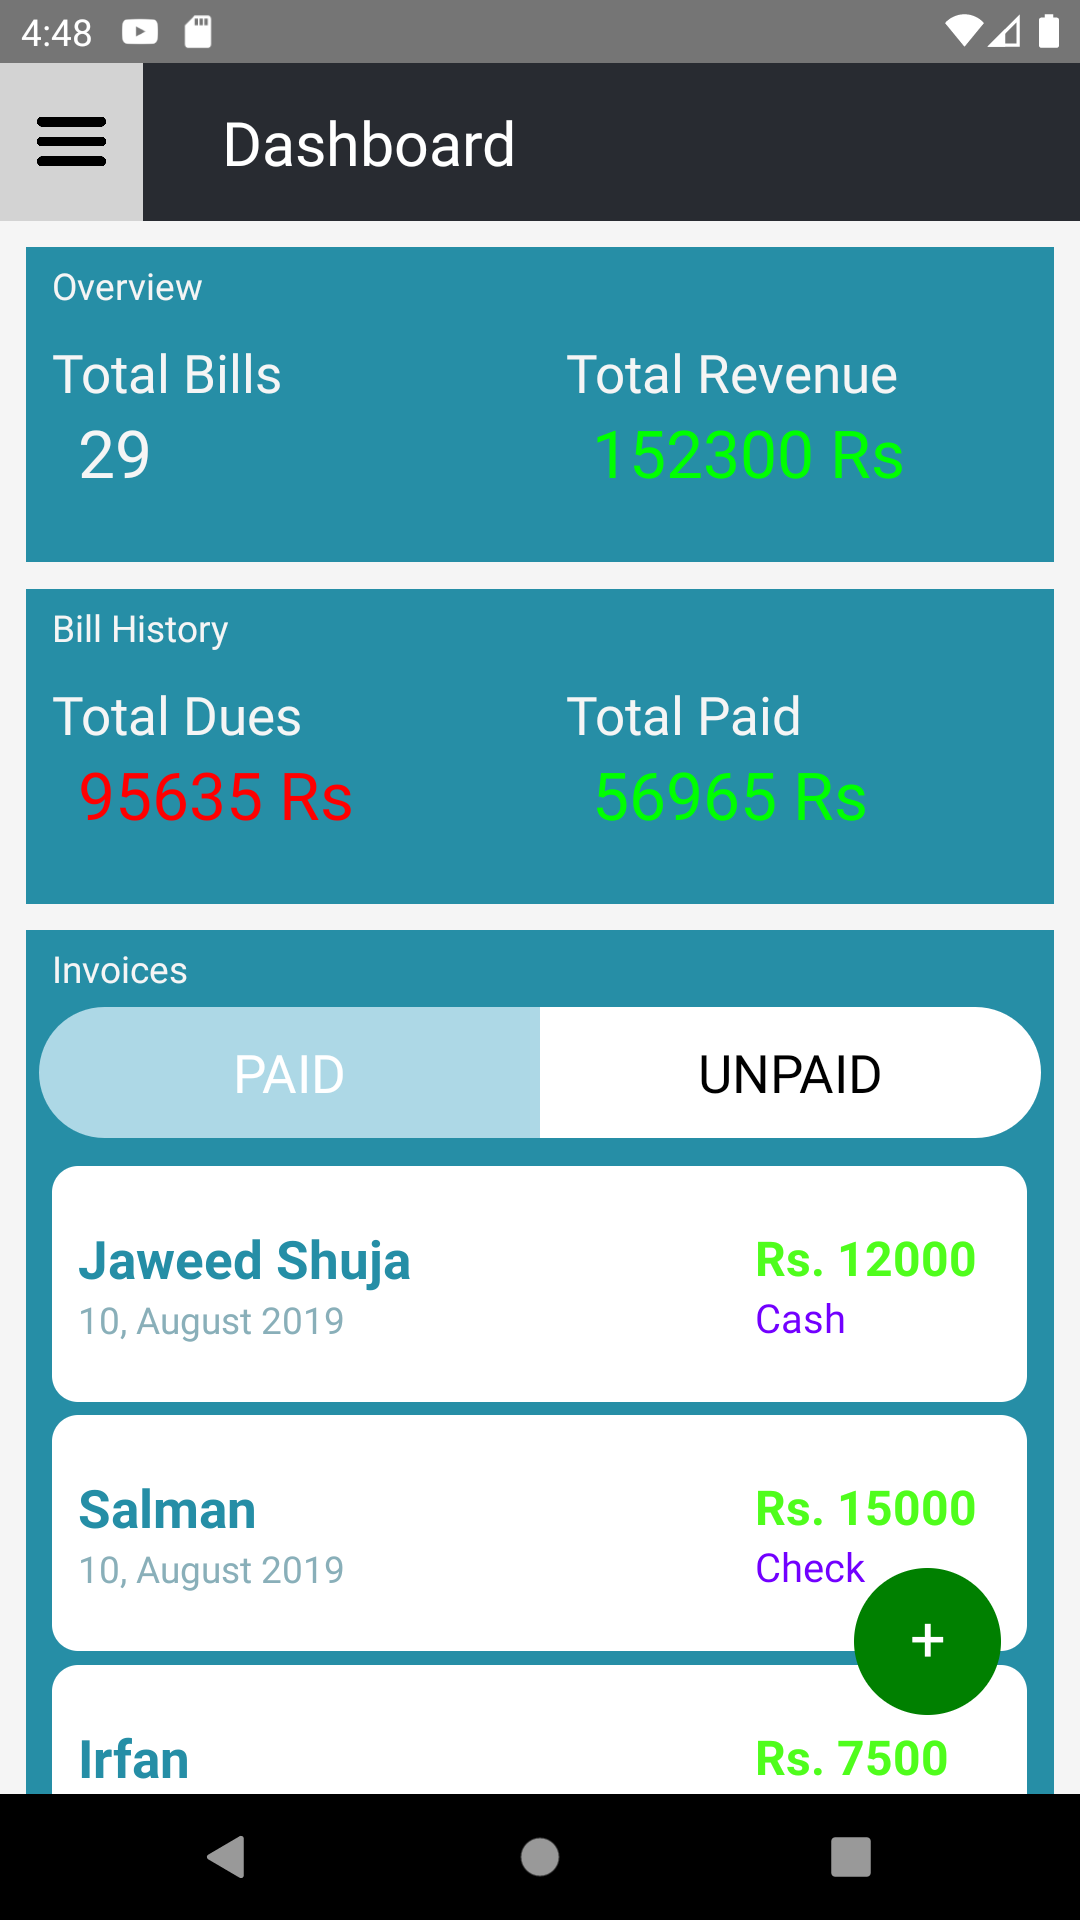 4:48
Dashboard
Overview
Total Bills
Total Revenue
29
152300 Rs
Bill History
Total Dues
Total Paid
95635 Rs
56965 Rs
Invoices
PAID
UNPAID
Jaweed Shuja
Rs. 12000
10, August 2019
Cash
Salman
Rs. 15000
10, August 2019
Check
+
Irfan
Rs. 7500